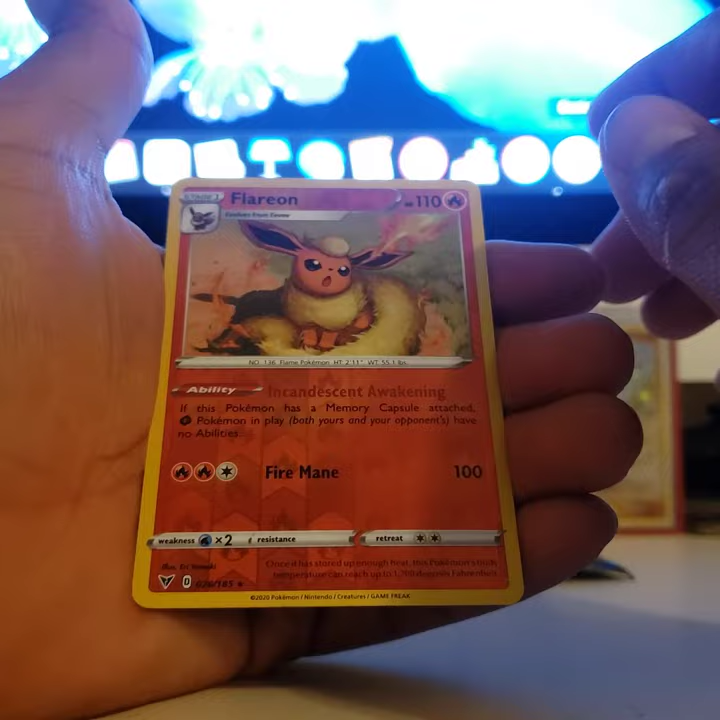 STAGE 1 Flareon HP 110
Evolves from Eevee
NO. 136 Flame Pokémon HT 2'11" WT 55.1 lbs.
Ability Incandescent Awakening
If this Pokémon has a Memory Capsule attached,
Pokémon in play (both yours and your opponent's) have
no Abilities.
Fire Mane 100
weakness ×2 resistance retreat
Once it has stored up enough heat, this Pokémon's body
Illus. temperature can reach up to 1,700 degrees Fahrenheit.
D 026/185 ★
©2020 Pokémon / Nintendo / Creatures / GAME FREAK